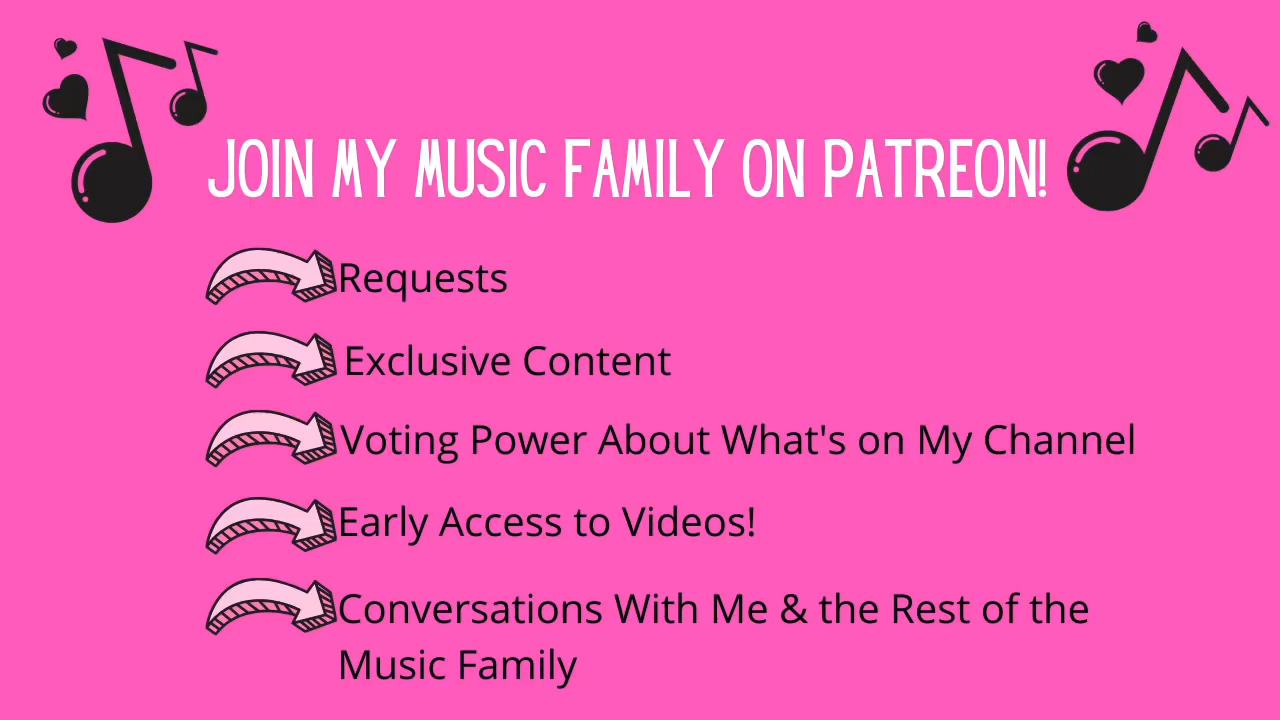 JOIN MY MUSIC FAMILY ON PATREON!
Requests
Exclusive Content
Voting Power About What's on My Channel
Early Access to Videos!
Conversations With Me & the Rest of the
Music Family